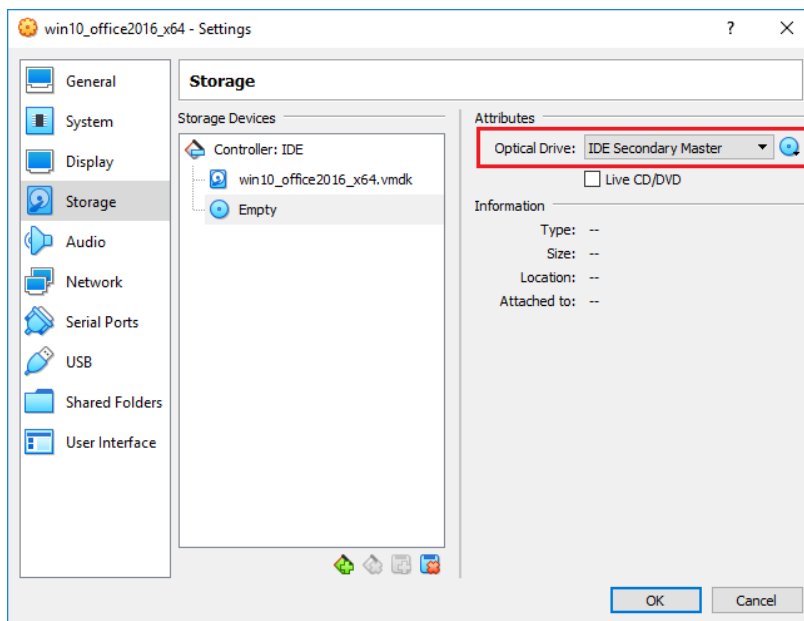 win10_office2016_x64 - Settings
?
General
System
Display
Storage
Audio
Network
Serial Ports
USB
Shared Folders
User Interface
Storage
Storage Devices
Controller: IDE
win10_office2016_x64.vmdk
Empty
Attributes
Optical Drive: IDE Secondary Master
Live CD/DVD
Information
Type: --
Size: --
Location: --
Attached to: --
OK
Cancel